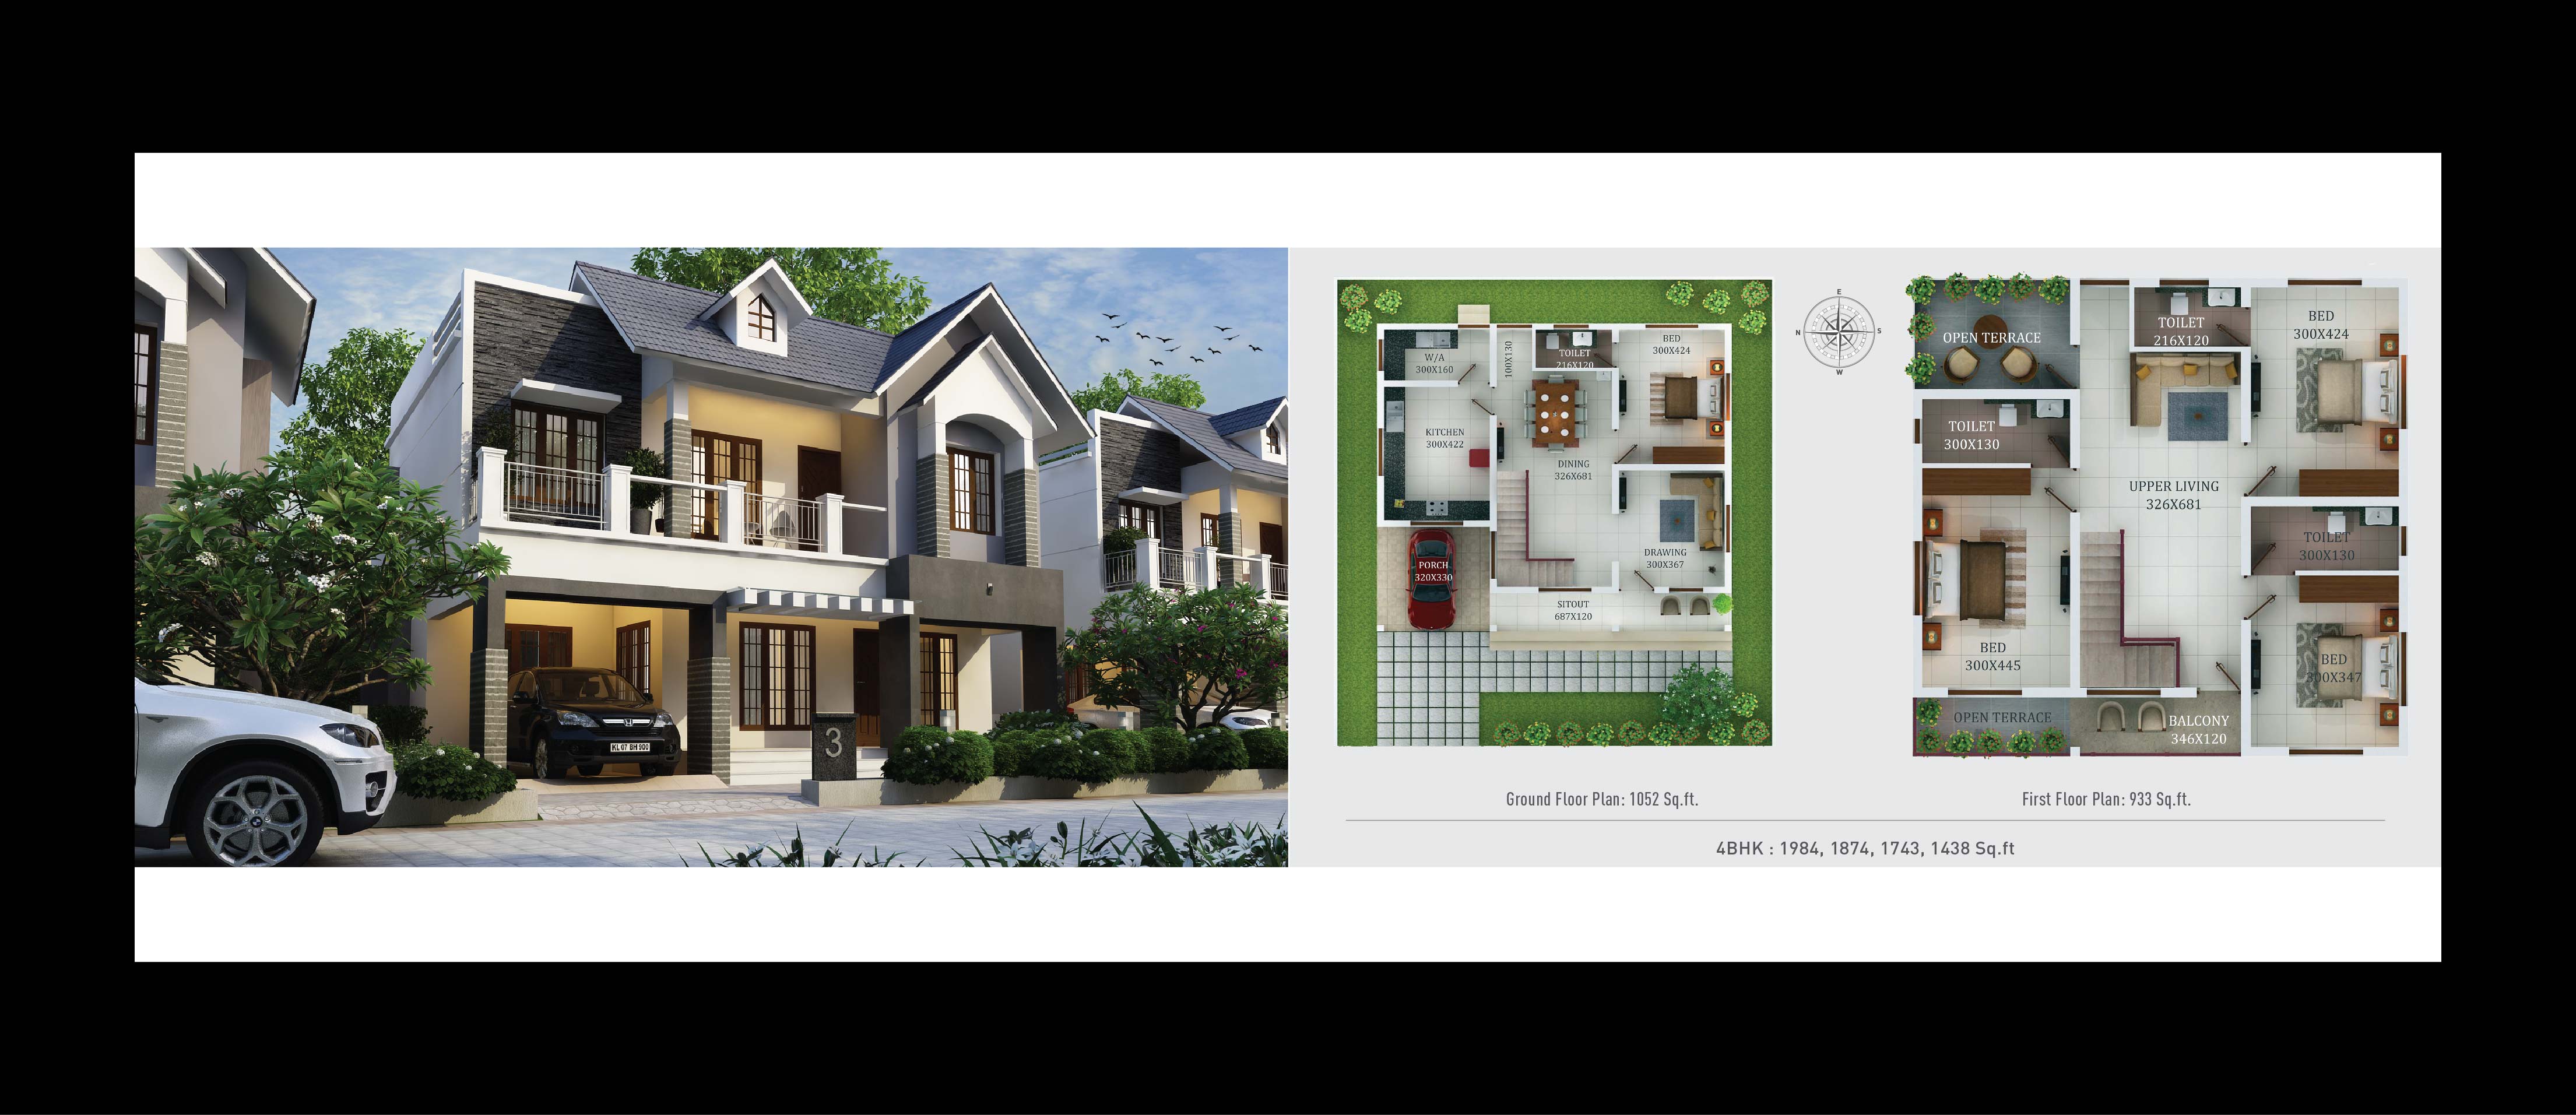 KL 07 BH 900
3
W/A
300X160
100X130
TOILET
216X120
BED
300X424
KITCHEN
300X422
DINING
326X681
PORCH
320X330
DRAWING
300X367
SITOUT
687X120
E
N
S
W
OPEN TERRACE
TOILET
216X120
BED
300X424
TOILET
300X130
UPPER LIVING
326X681
TOILET
300X130
BED
300X445
BED
300X347
OPEN TERRACE
BALCONY
346X120
Ground Floor Plan: 1052 Sq.ft.
First Floor Plan: 933 Sq.ft.
4BHK : 1984, 1874, 1743, 1438 Sq.ft